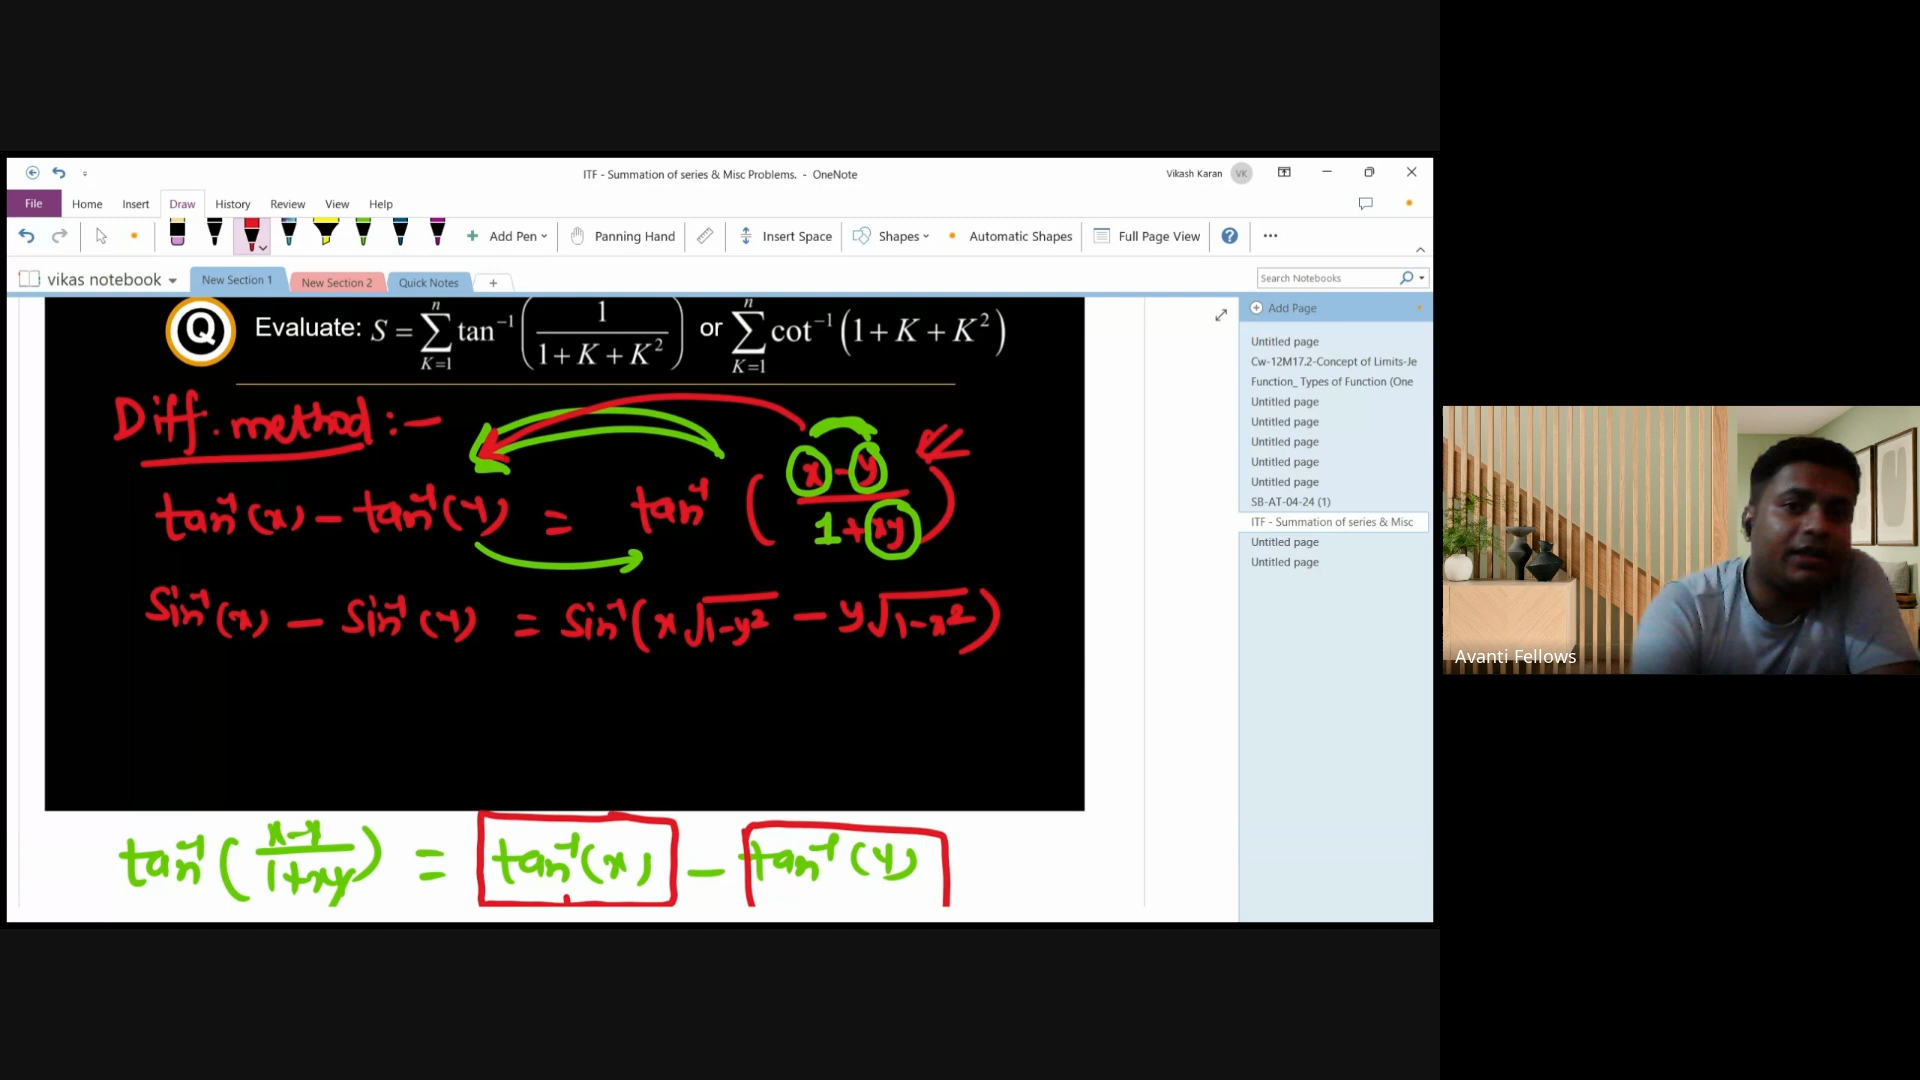 ITF - Summation of series & Misc Problems. - OneNote
Vikash Karan VK
File Home Insert Draw History Review View Help
Add Pen Panning Hand Insert Space Shapes Automatic Shapes Full Page View ? ...
vikas notebook New Section 1 New Section 2 Quick Notes +
Search Notebooks
Q Evaluate: S = ∑_{K=1}^{n} tan⁻¹(1/(1+K+K²)) or ∑_{K=1}^{n} cot⁻¹(1+K+K²)
Diff. method :-
tan⁻¹(x) - tan⁻¹(y) = tan⁻¹((x-y)/(1+xy))
Sin⁻¹(x) - Sin⁻¹(y) = Sin⁻¹(x√(1-y²) - y√(1-x²))
tan⁻¹((x-y)/(1+xy)) = tan⁻¹(x) - tan⁻¹(y)
Add Page
Untitled page
Cw-12M17.2-Concept of Limits-Je
Function_ Types of Function (One
Untitled page
Untitled page
Untitled page
Untitled page
Untitled page
SB-AT-04-24 (1)
ITF - Summation of series & Misc
Untitled page
Untitled page
Avanti Fellows